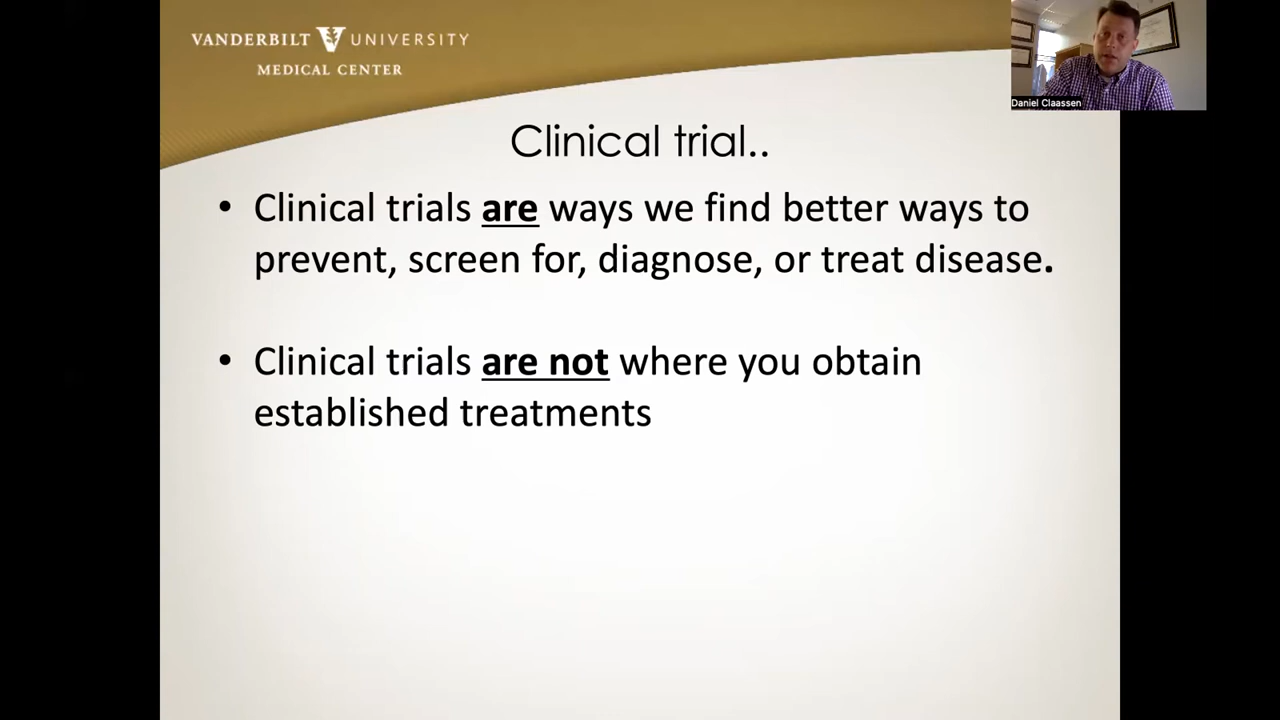 VANDERBILT UNIVERSITY
MEDICAL CENTER
Daniel Claassen
Clinical trial..
• Clinical trials are ways we find better ways to
prevent, screen for, diagnose, or treat disease.
• Clinical trials are not where you obtain
established treatments